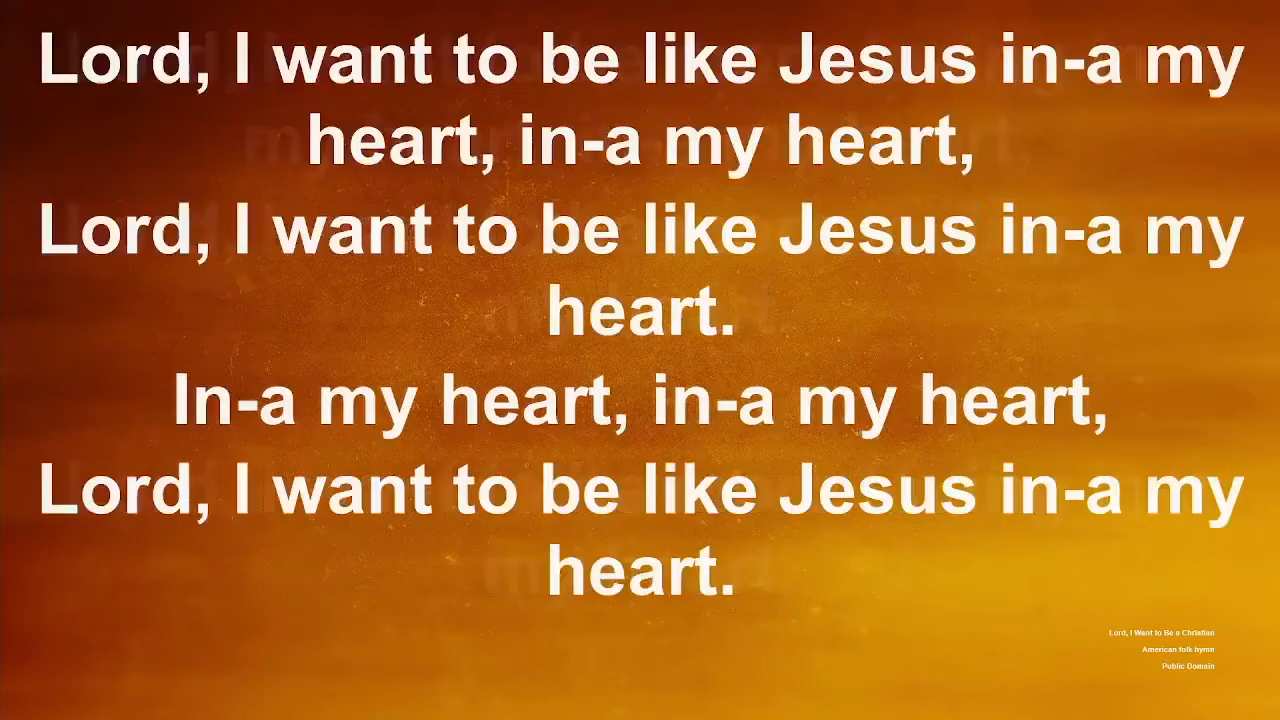 Lord, I want to be like Jesus in-a my
heart, in-a my heart,
Lord, I want to be like Jesus in-a my
heart.
In-a my heart, in-a my heart,
Lord, I want to be like Jesus in-a my
heart.
Lord, I Want to Be a Christian
American folk hymn
Public Domain